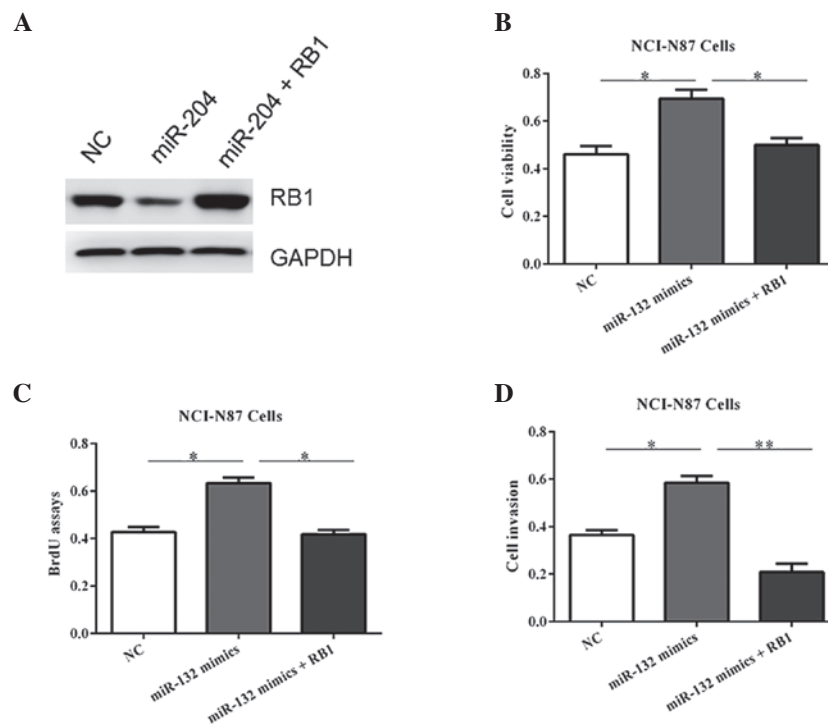 A
NC
miR-204
miR-204 + RB1
RB1
GAPDH
B
NCI-N87 Cells
Cell viability
0.8
0.6
0.4
0.2
0.0
*
*
NC
miR-132 mimics
miR-132 mimics + RB1
C
NCI-N87 Cells
BrdU assays
0.8
0.6
0.4
0.2
0.0
*
*
NC
miR-132 mimics
miR-132 mimics + RB1
D
NCI-N87 Cells
Cell invasion
0.8
0.6
0.4
0.2
0.0
*
**
NC
miR-132 mimics
miR-132 mimics + RB1